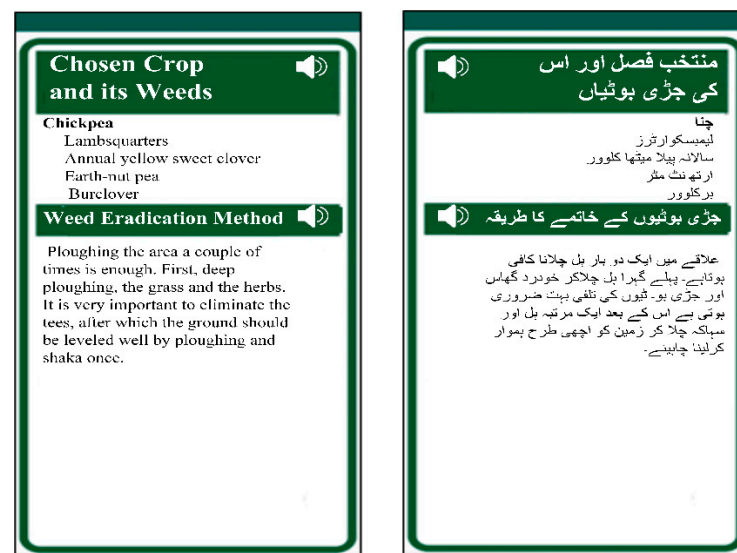 Chosen Crop
and its Weeds
Chickpea
Lambsquarters
Annual yellow sweet clover
Earth-nut pea
Burclover
Weed Eradication Method
Ploughing the area a couple of
times is enough. First, deep
ploughing, the grass and the herbs.
It is very important to eliminate the
tees, after which the ground should
be leveled well by ploughing and
shaka once.
منتخب فصل اور اس
کی جڑی بوٹیاں
چنا
لیمبسکوارٹرز
سالانہ پیلا میٹھا کلوور
ارتھ نٹ مٹر
برکلوور
جڑی بوٹیوں کے خاتمے کا طریقہ
علاقے میں ایک دو بار ہل چلانا کافی
ہوتاہے۔ پہلے گہرا ہل چلاکر خودرد گھاس
اور جڑی بو۔ ٹیوں کی تلفی بہت ضروری
ہوتی ہے اس کے بعد ایک مرتبہ ہل اور
سہاکہ چلا کر زمین کو اچھی طرح ہموار
کرلینا چاہینے۔